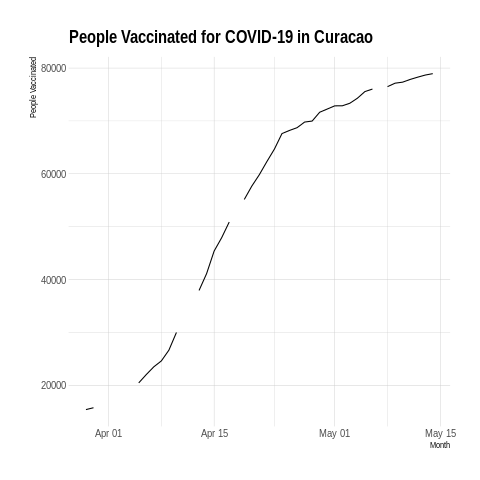 People Vaccinated for COVID-19 in Curacao
People Vaccinated
80000
60000
40000
20000
Apr 01
Apr 15
May 01
May 15
Month